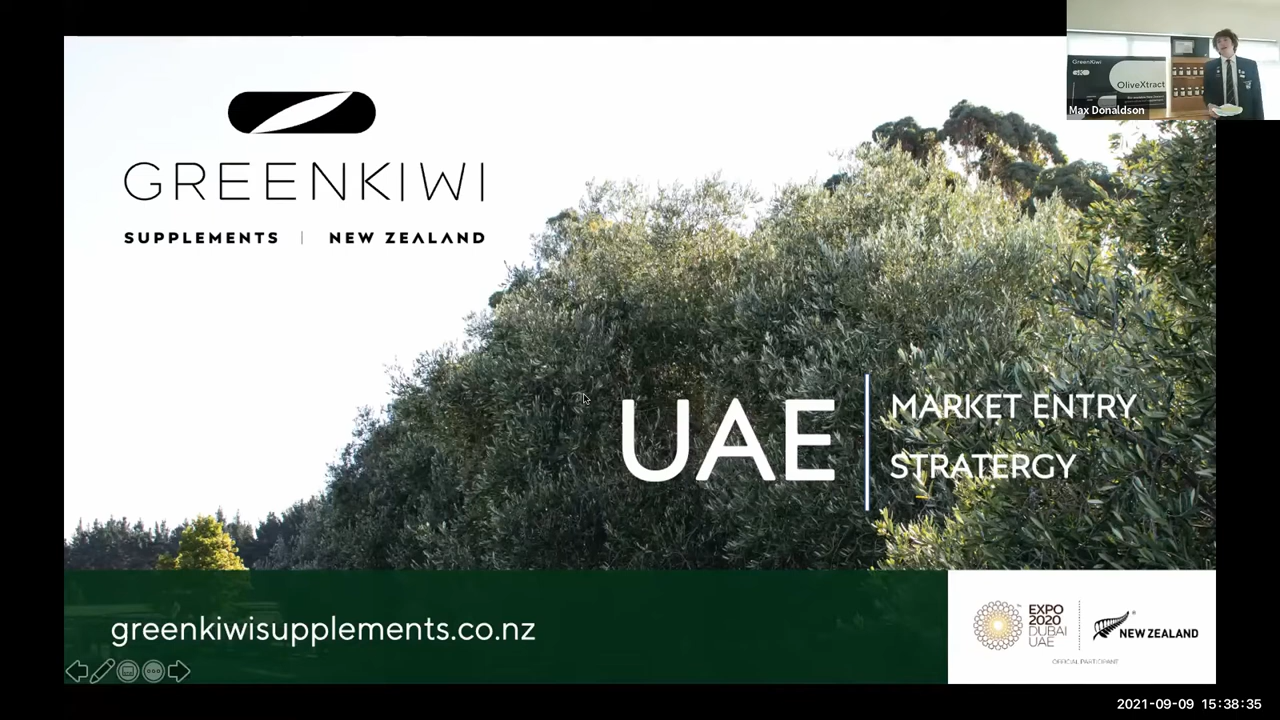 GREENKIWI
SUPPLEMENTS | NEW ZEALAND
GreenKiwi
OliveXtract
Max Donaldson
UAE
MARKET ENTRY
STRATERGY
greenkiwisupplements.co.nz
EXPO
2020
DUBAI
UAE
NEW ZEALAND
OFFICIAL PARTICIPANT
2021-09-09 15:38:35